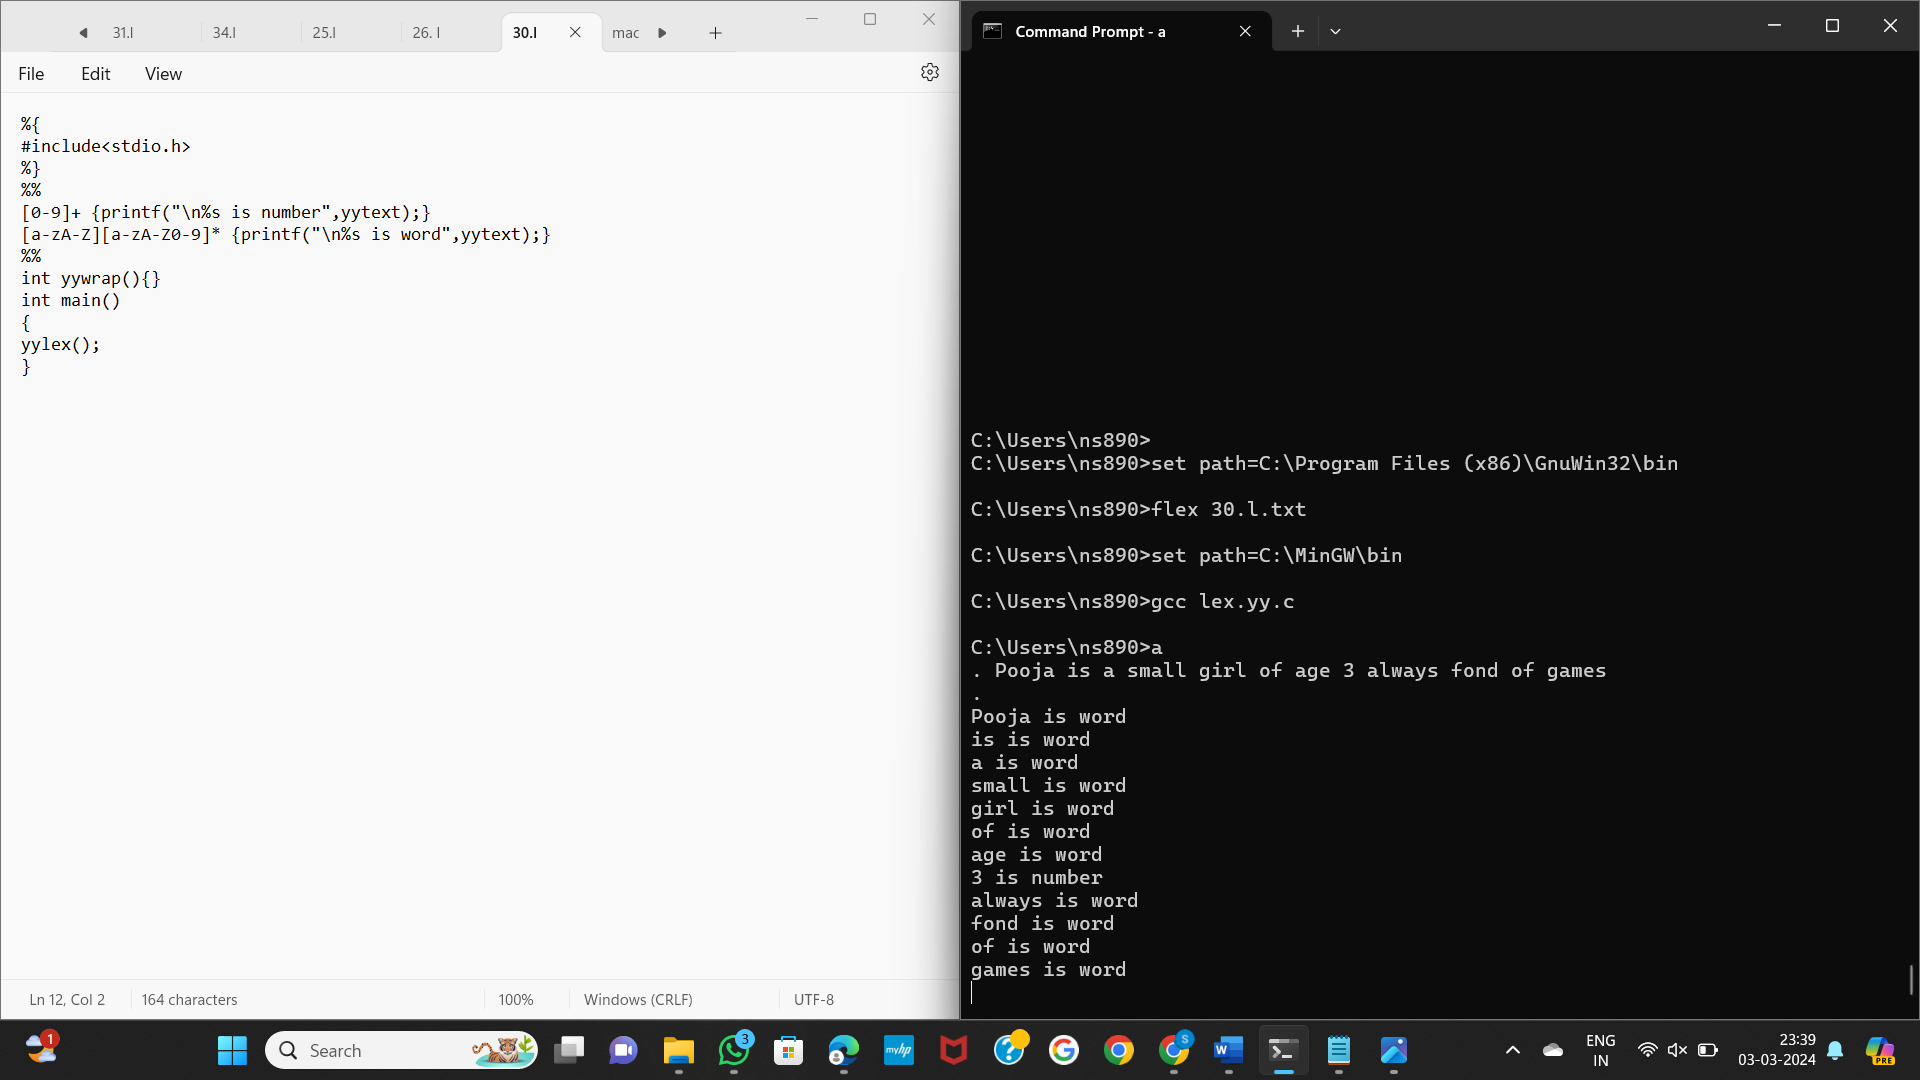 31.l 34.l 25.l 26. l 30.l mac
File Edit View
%{
#include<stdio.h>
%}
%%
[0-9]+ {printf("\n%s is number",yytext);}
[a-zA-Z][a-zA-Z0-9]* {printf("\n%s is word",yytext);}
%%
int yywrap(){}
int main()
{
yylex();
}
Ln 12, Col 2 164 characters 100% Windows (CRLF) UTF-8
Command Prompt - a
C:\Users\ns890>
C:\Users\ns890>set path=C:\Program Files (x86)\GnuWin32\bin
C:\Users\ns890>flex 30.l.txt
C:\Users\ns890>set path=C:\MinGW\bin
C:\Users\ns890>gcc lex.yy.c
C:\Users\ns890>a
. Pooja is a small girl of age 3 always fond of games
.
Pooja is word
is is word
a is word
small is word
girl is word
of is word
age is word
3 is number
always is word
fond is word
of is word
games is word
1
Search
3
myhp
S
W
ENG
IN
23:39
03-03-2024
PRE